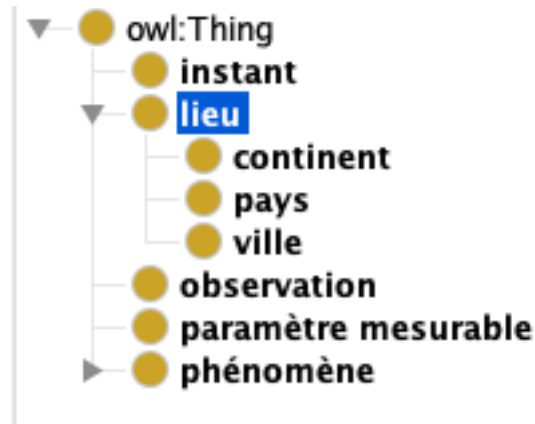 owl:Thing
instant
lieu
continent
pays
ville
observation
paramètre mesurable
phénomène